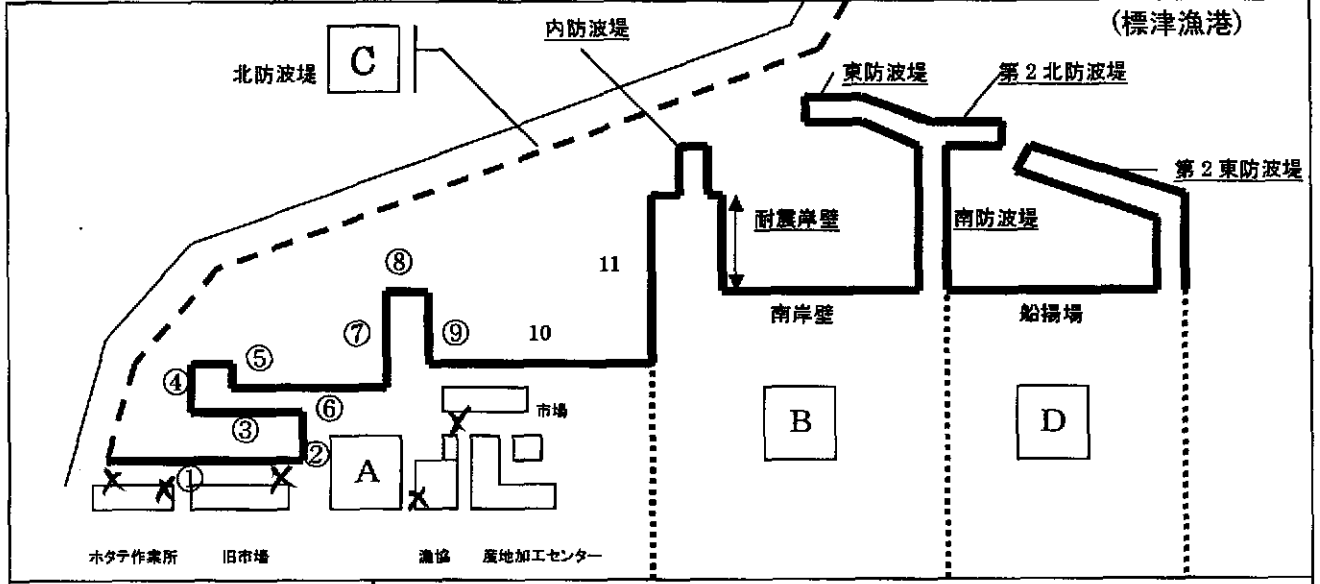 (標津漁港)
内防波堤
北防波堤
C
東防波堤
第2北防波堤
第2東防波堤
耐震岸壁
南防波堤
⑧
11
南岸壁
船揚場
⑦
⑨
10
⑤
④
⑥
市場
③
②
A
B
D
①
ホタテ作業所
旧市場
漁協
産地加工センター